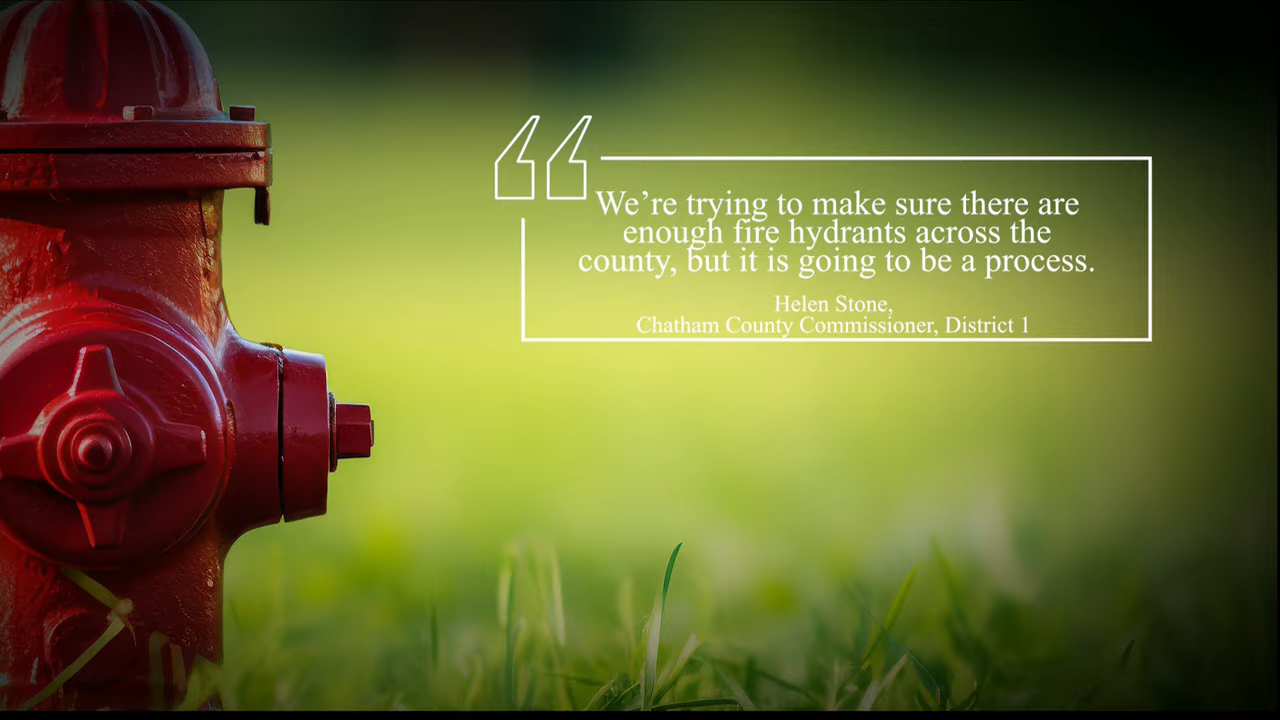 We’re trying to make sure there are
enough fire hydrants across the
county, but it is going to be a process.
Helen Stone,
Chatham County Commissioner, District 1